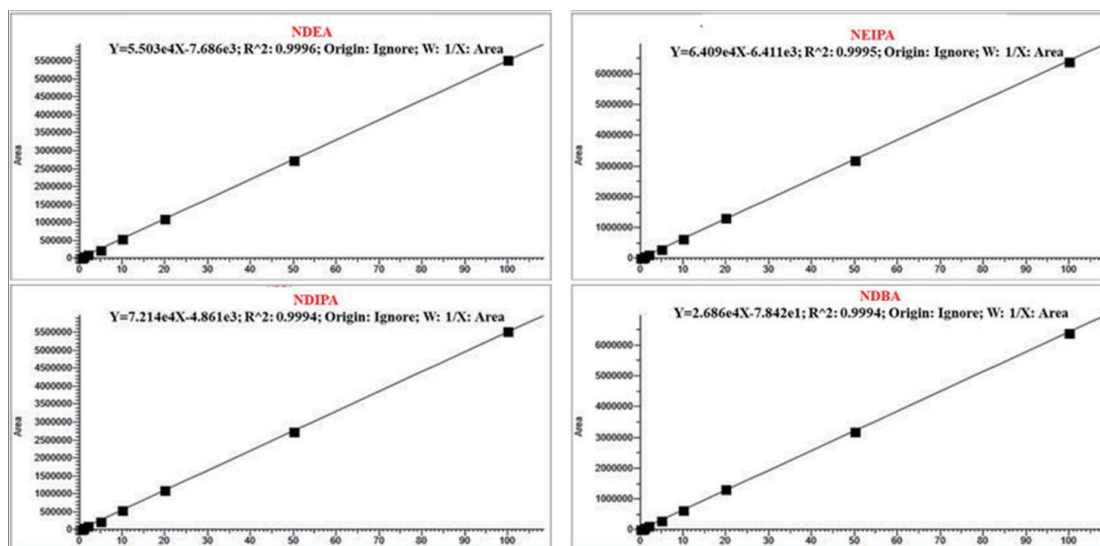 NDEA
Y=5.503e4X-7.686e3; R^2: 0.9996; Origin: Ignore; W: 1/X: Area
5500000
5000000
4500000
4000000
3500000
3000000
2500000
2000000
1500000
1000000
500000
0
Area
0 10 20 30 40 50 60 70 80 90 100
NEIPA
Y=6.409e4X-6.411e3; R^2: 0.9995; Origin: Ignore; W: 1/X: Area
6000000
5000000
4000000
3000000
2000000
1000000
0
Area
0 10 20 30 40 50 60 70 80 90 100
NDIPA
Y=7.214e4X-4.861e3; R^2: 0.9994; Origin: Ignore; W: 1/X: Area
5500000
5000000
4500000
4000000
3500000
3000000
2500000
2000000
1500000
1000000
500000
0
Area
0 10 20 30 40 50 60 70 80 90 100
NDBA
Y=2.686e4X-7.842e1; R^2: 0.9994; Origin: Ignore; W: 1/X: Area
6000000
5000000
4000000
3000000
2000000
1000000
0
Area
0 10 20 30 40 50 60 70 80 90 100